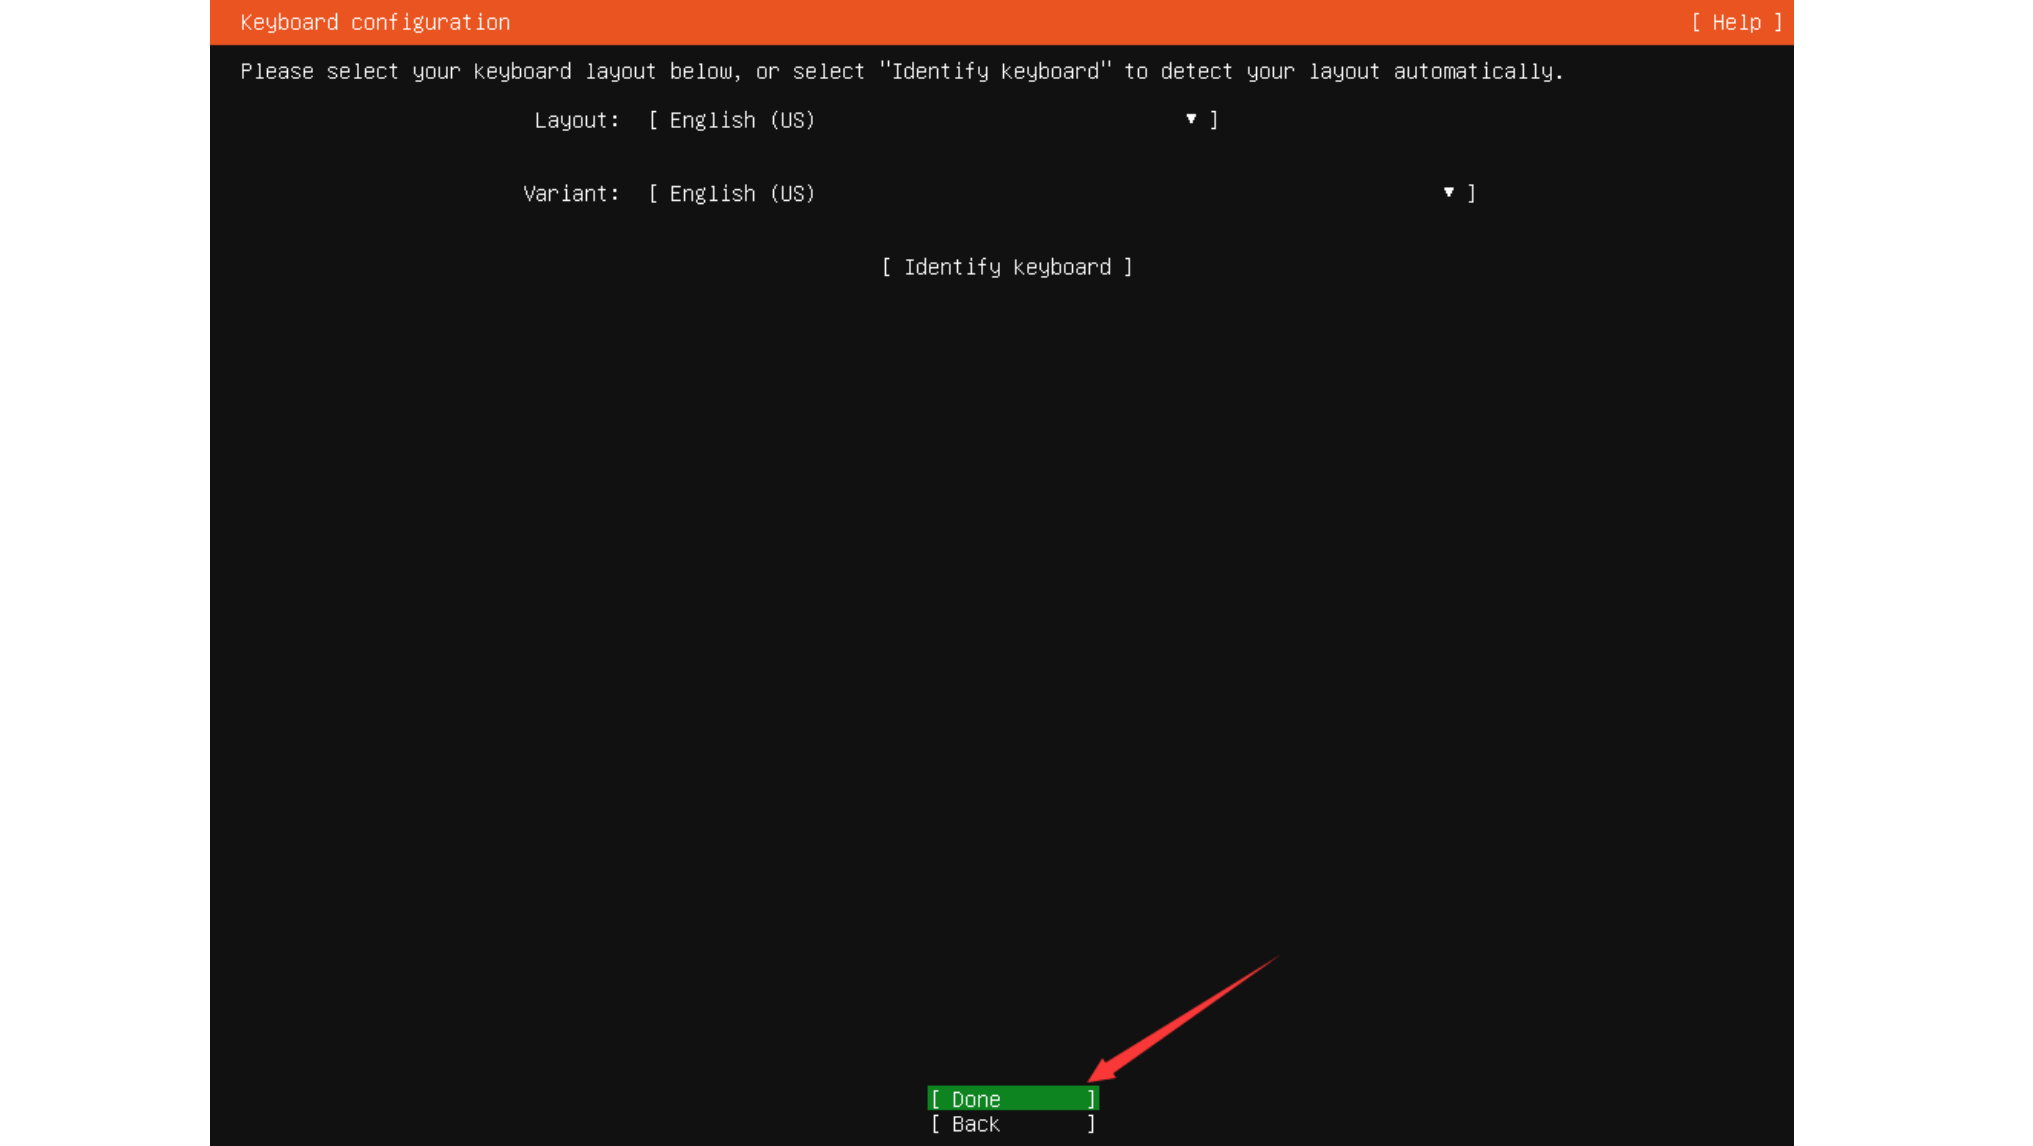 Keyboard configuration [ Help ]
Please select your keyboard layout below, or select "Identify keyboard" to detect your layout automatically.
Layout: [ English (US) ▾ ]
Variant: [ English (US) ▾ ]
[ Identify keyboard ]
[ Done ]
[ Back ]